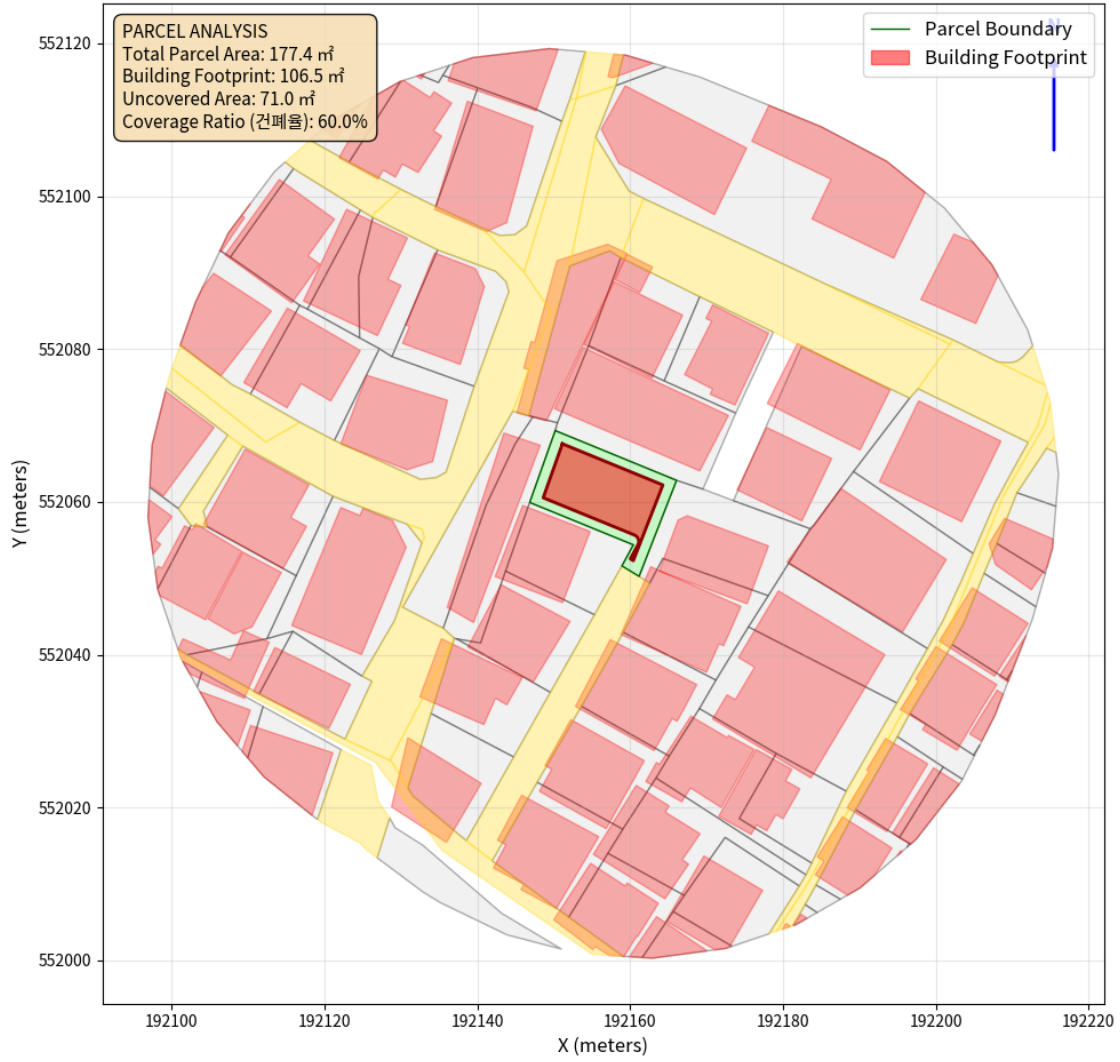 PARCEL ANALYSIS
Total Parcel Area: 177.4 ㎡
Building Footprint: 106.5 ㎡
Uncovered Area: 71.0 ㎡
Coverage Ratio (건폐율): 60.0%
N
Parcel Boundary
Building Footprint
552120
552100
552080
552060
552040
552020
552000
Y (meters)
192100
192120
192140
192160
192180
192200
192220
X (meters)